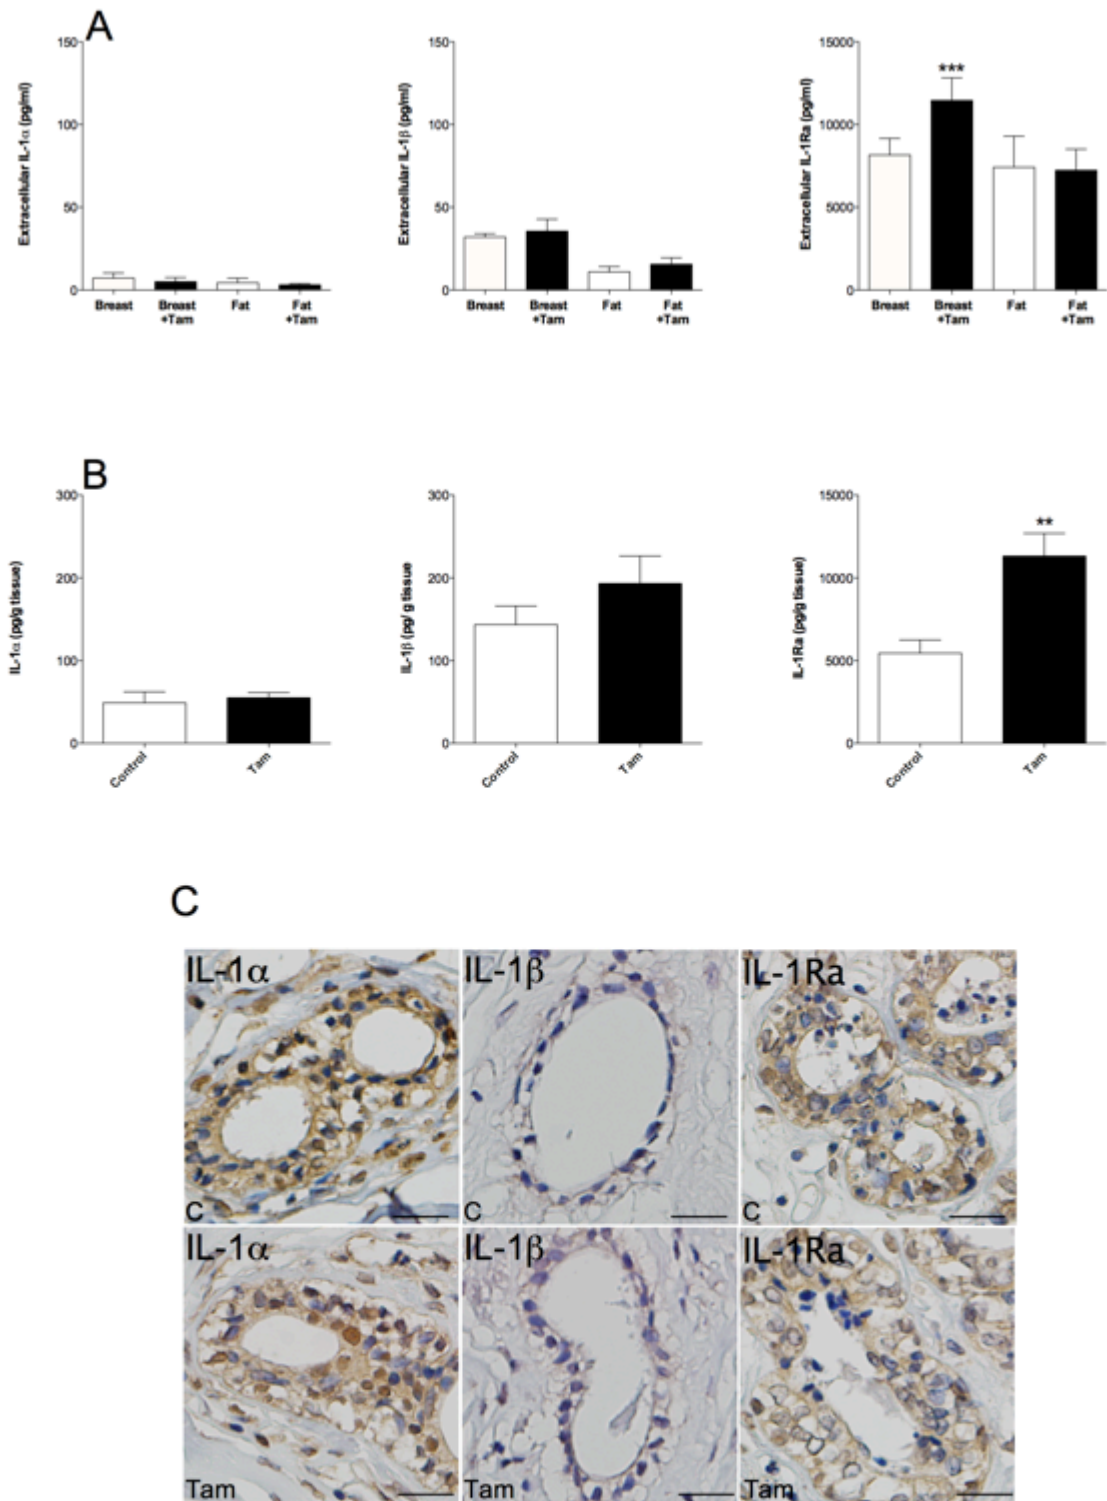 A
Extracellular IL-1α (pg/ml)
150
100
50
0
Breast
Breast
+Tam
Fat
Fat
+Tam
Extracellular IL-1β (pg/ml)
150
100
50
0
Breast
Breast
+Tam
Fat
Fat
+Tam
Extracellular IL-1Ra (pg/ml)
15000
10000
5000
0
***
Breast
Breast
+Tam
Fat
Fat
+Tam
B
IL-1α (pg/g tissue)
300
200
100
0
Control
Tam
IL-1β (pg/ g tissue
300
200
100
0
Control
Tam
IL-1Ra (pg/g tissue)
15000
10000
5000
0
**
Control
Tam
C
IL-1α
IL-1β
IL-1Ra
C
C
C
IL-1α
IL-1β
IL-1Ra
Tam
Tam
Tam